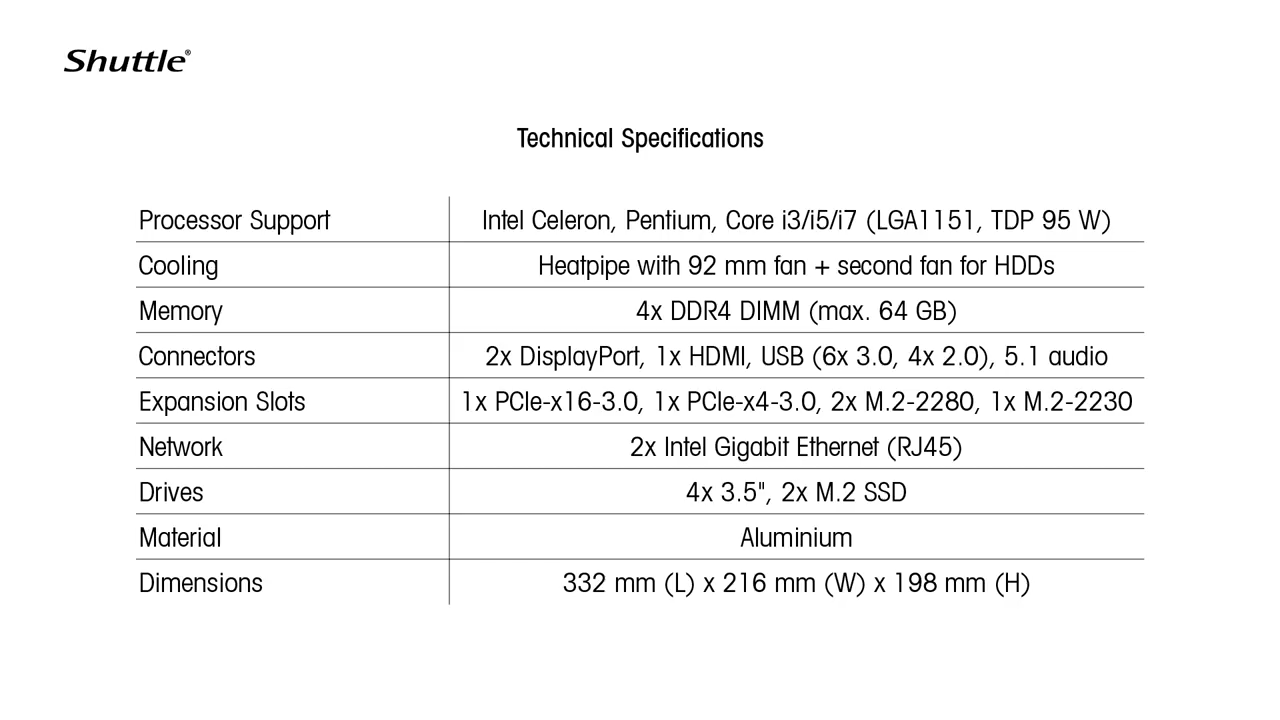 Shuttle®
Technical Specifications
Processor Support Intel Celeron, Pentium, Core i3/i5/i7 (LGA1151, TDP 95 W)
Cooling Heatpipe with 92 mm fan + second fan for HDDs
Memory 4x DDR4 DIMM (max. 64 GB)
Connectors 2x DisplayPort, 1x HDMI, USB (6x 3.0, 4x 2.0), 5.1 audio
Expansion Slots 1x PCIe-x16-3.0, 1x PCIe-x4-3.0, 2x M.2-2280, 1x M.2-2230
Network 2x Intel Gigabit Ethernet (RJ45)
Drives 4x 3.5", 2x M.2 SSD
Material Aluminium
Dimensions 332 mm (L) x 216 mm (W) x 198 mm (H)